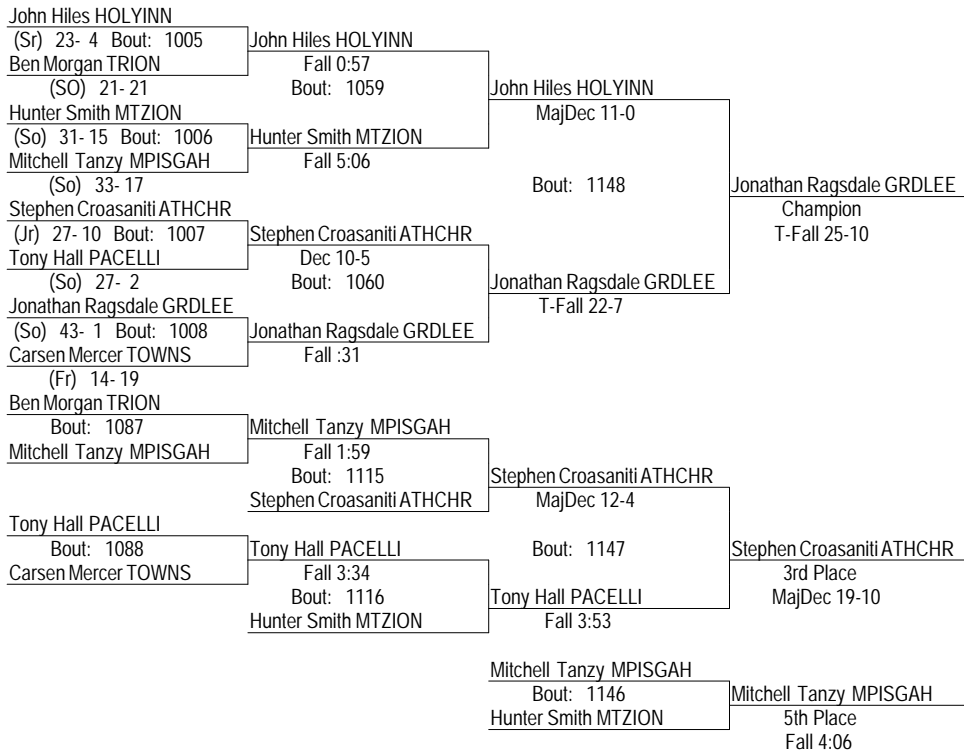 John Hiles HOLYINN
(Sr) 23- 4 Bout: 1005
Ben Morgan TRION
(SO) 21- 21
Hunter Smith MTZION
(So) 31- 15 Bout: 1006
Mitchell Tanzy MPISGAH
(So) 33- 17
Stephen Croasaniti ATHCHR
(Jr) 27- 10 Bout: 1007
Tony Hall PACELLI
(So) 27- 2
Jonathan Ragsdale GRDLEE
(So) 43- 1 Bout: 1008
Carsen Mercer TOWNS
(Fr) 14- 19
John Hiles HOLYINN
Fall 0:57
Bout: 1059
Hunter Smith MTZION
Fall 5:06
Stephen Croasaniti ATHCHR
Dec 10-5
Bout: 1060
Jonathan Ragsdale GRDLEE
Fall :31
John Hiles HOLYINN
MajDec 11-0
Bout: 1148
Jonathan Ragsdale GRDLEE
T-Fall 22-7
Jonathan Ragsdale GRDLEE
Champion
T-Fall 25-10
Ben Morgan TRION
Bout: 1087
Mitchell Tanzy MPISGAH
Tony Hall PACELLI
Bout: 1088
Carsen Mercer TOWNS
Mitchell Tanzy MPISGAH
Fall 1:59
Bout: 1115
Stephen Croasaniti ATHCHR
Tony Hall PACELLI
Fall 3:34
Bout: 1116
Hunter Smith MTZION
Stephen Croasaniti ATHCHR
MajDec 12-4
Bout: 1147
Tony Hall PACELLI
Fall 3:53
Stephen Croasaniti ATHCHR
3rd Place
MajDec 19-10
Mitchell Tanzy MPISGAH
Bout: 1146
Hunter Smith MTZION
Mitchell Tanzy MPISGAH
5th Place
Fall 4:06